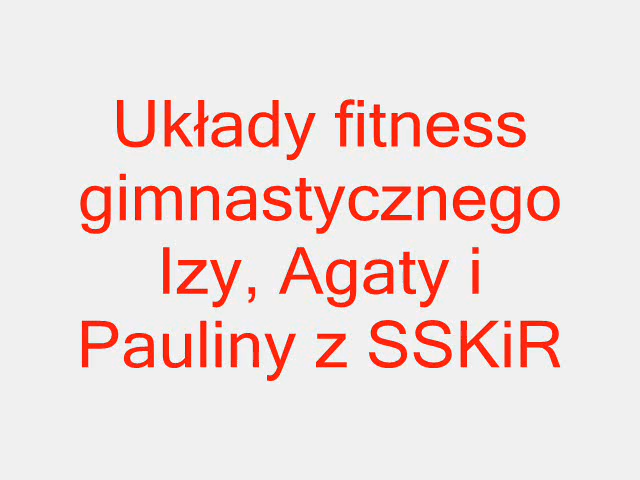 Układy fitness
gimnastycznego
Izy, Agaty i
Pauliny z SSKiR